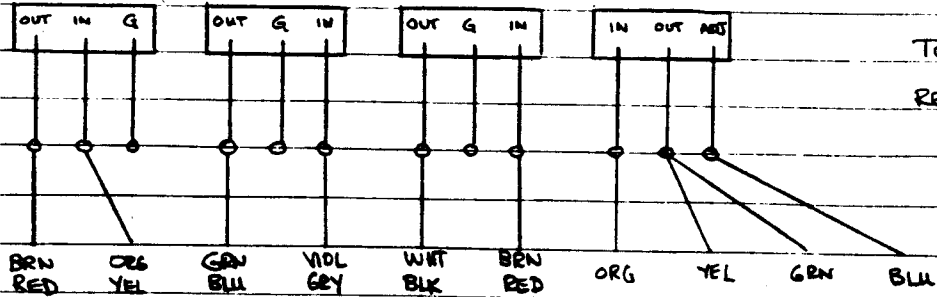 OUT IN G OUT G IN OUT G IN IN OUT ADJ
BRN ORG GRN VIOL WHT BRN ORG YEL GRN BLU
RED YEL BLU GRY BLK RED